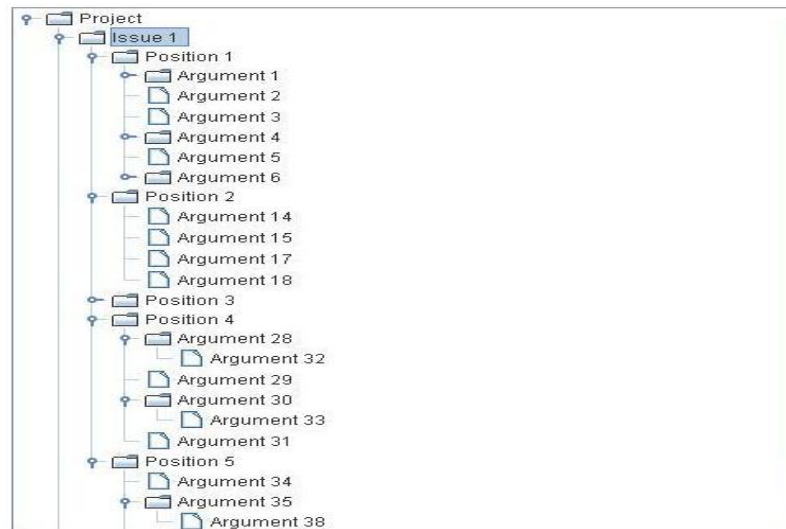 Project
Issue 1
Position 1
Argument 1
Argument 2
Argument 3
Argument 4
Argument 5
Argument 6
Position 2
Argument 14
Argument 15
Argument 17
Argument 18
Position 3
Position 4
Argument 28
Argument 32
Argument 29
Argument 30
Argument 33
Argument 31
Position 5
Argument 34
Argument 35
Argument 38